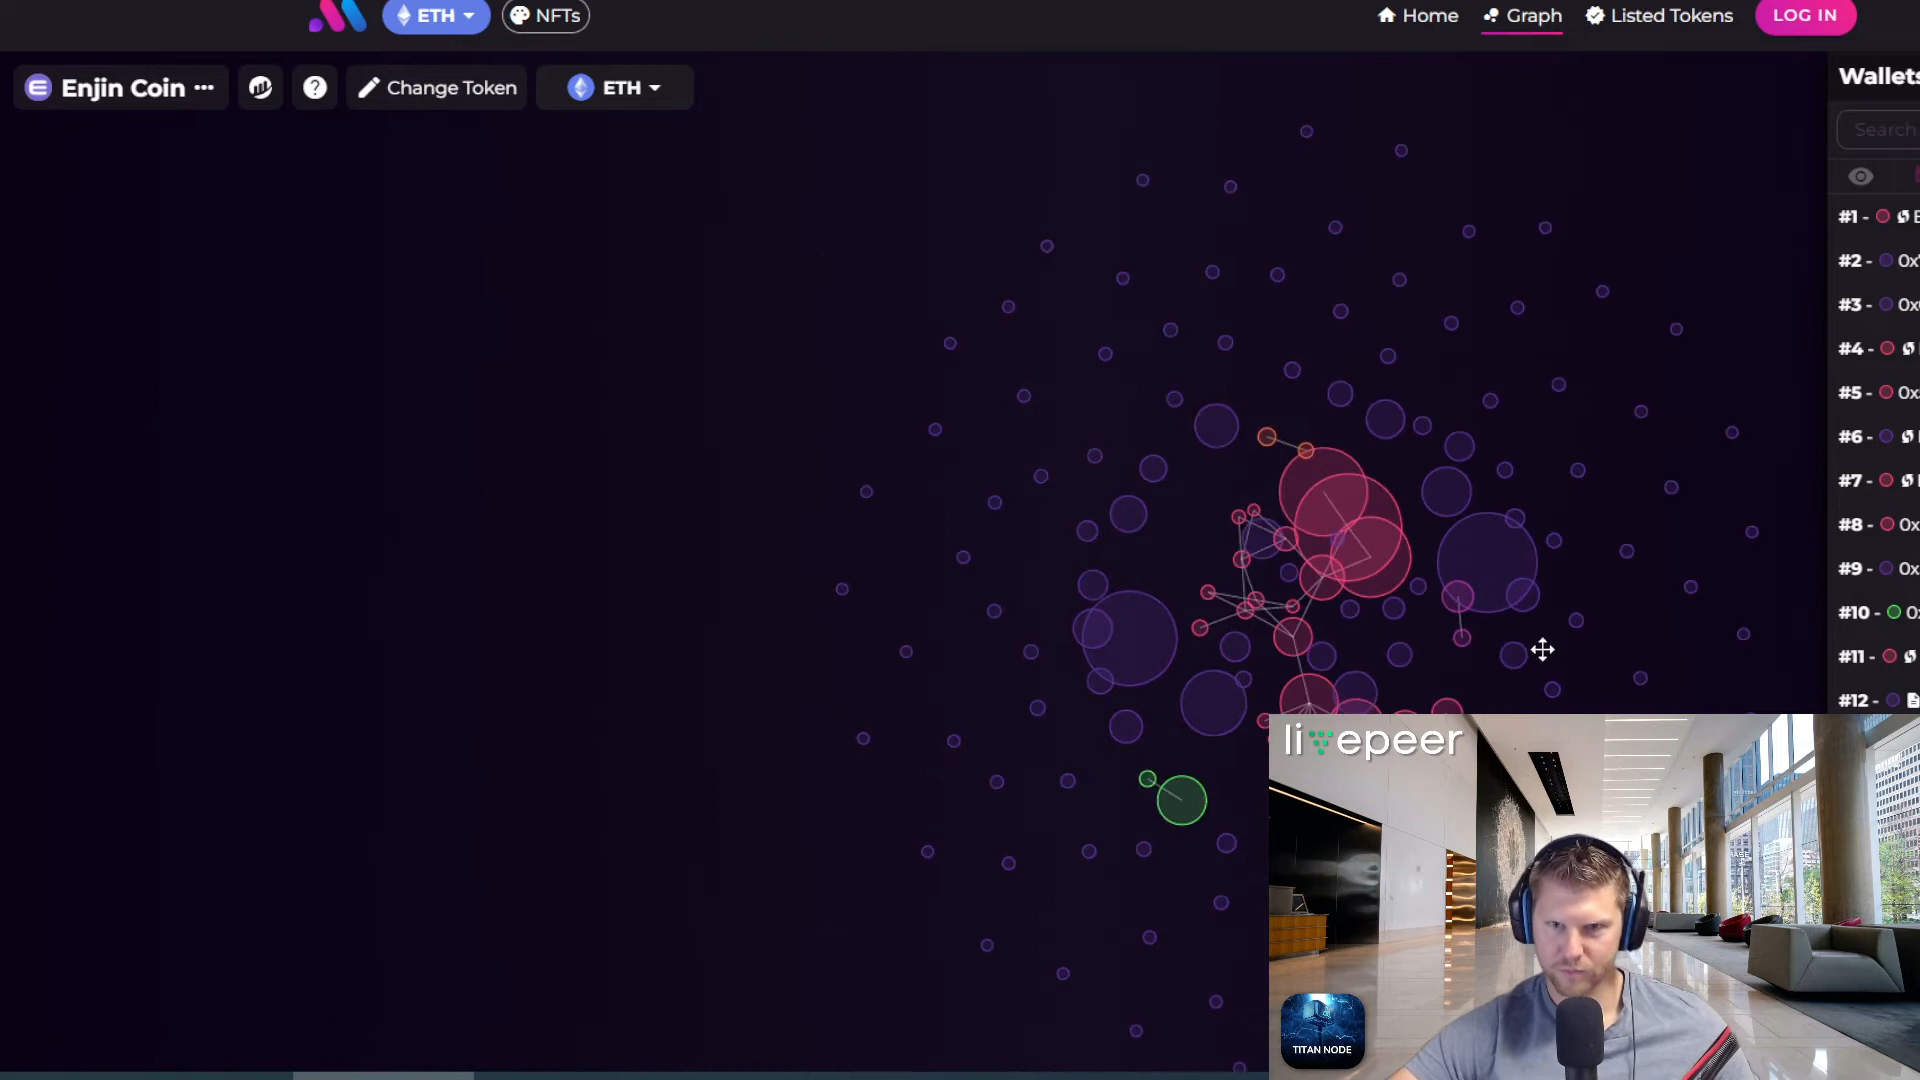 ETH
NFTs
Home
Graph
Listed Tokens
LOG IN
Enjin Coin ···
?
Change Token
ETH
Wallets
Search
#1 -
#2 - 0x
#3 - 0x
#4 -
#5 - 0x
#6 -
#7 -
#8 - 0x
#9 - 0x
#10 - 0x
#11 -
#12 -
livepeer
TITAN NODE